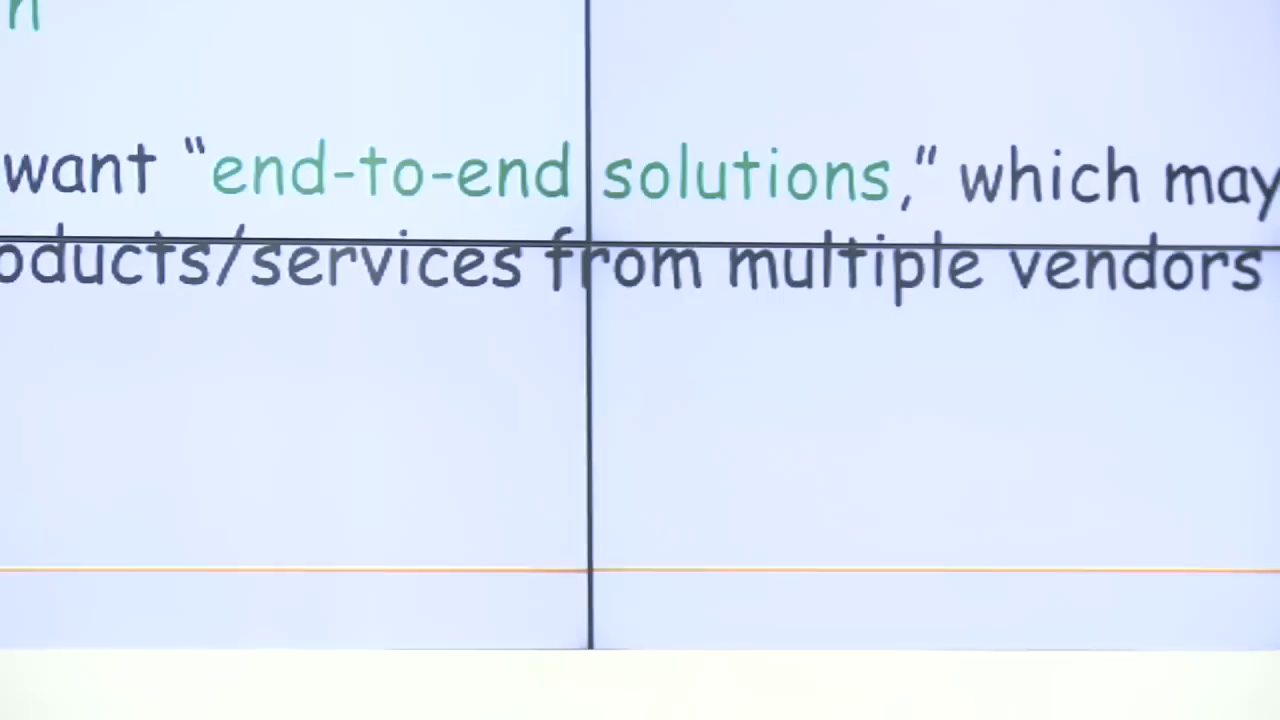 want “end-to-end solutions,” which may
oducts/services from multiple vendors